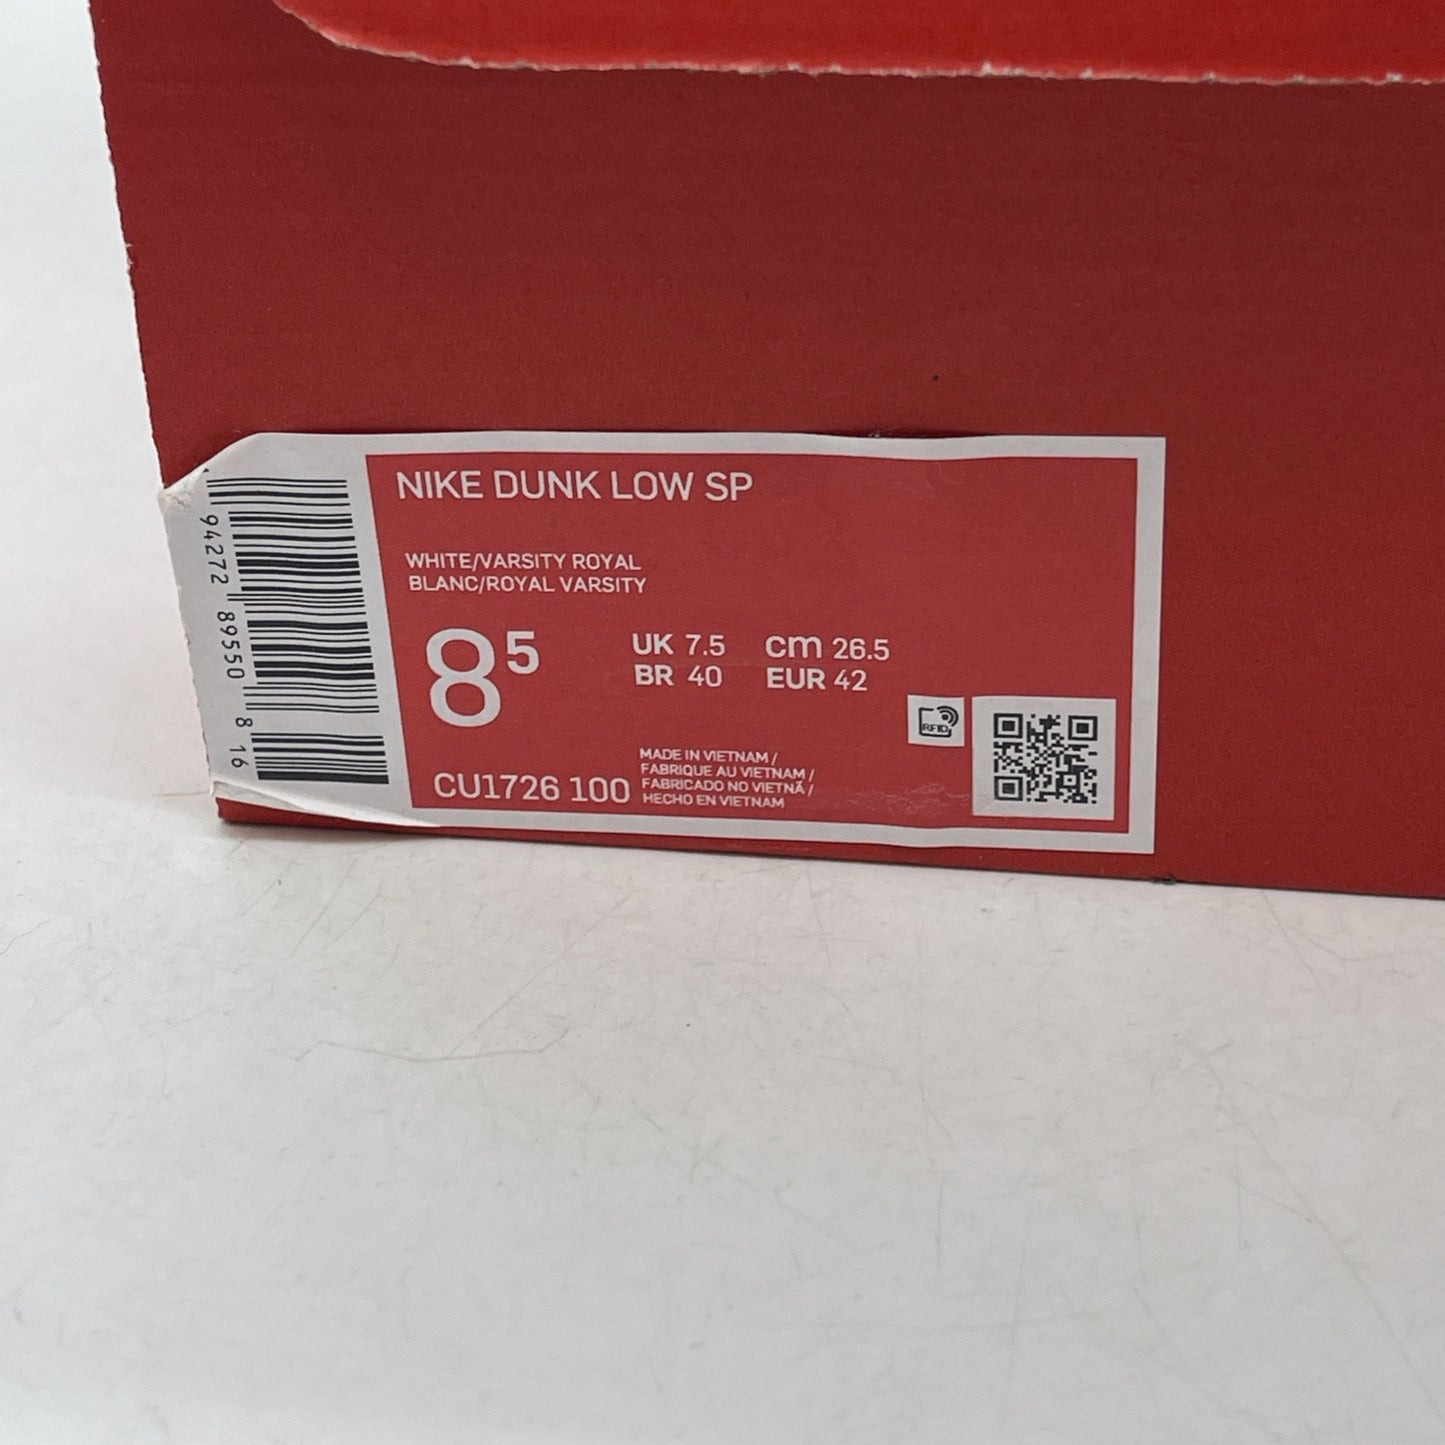 NIKE DUNK LOW SP
WHITE/VARSITY ROYAL
BLANC/ROYAL VARSITY
8 5
UK 7.5 cm 26.5
BR 40 EUR 42
CU1726 100
MADE IN VIETNAM /
FABRIQUE AU VIETNAM /
FABRICADO NO VIETNÃ /
HECHO EN VIETNAM
RFID
94272 89550 8 16